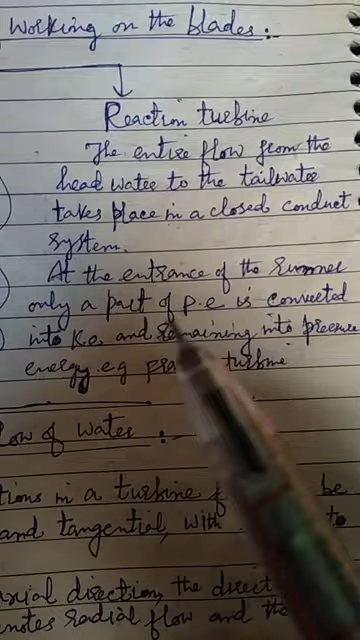 Working on the blades:-
Reaction turbine
The entire flow from the
head water to the tailwater
takes place in a closed conduct
system.
At the entrance of the runner
only a part of P.e is converted
into K.e and remaining into pressure
energy. e.g turbine
low of water :-
tions in a turbine be
and tangential, with to
axial direction, the direct
notes radial flow and the